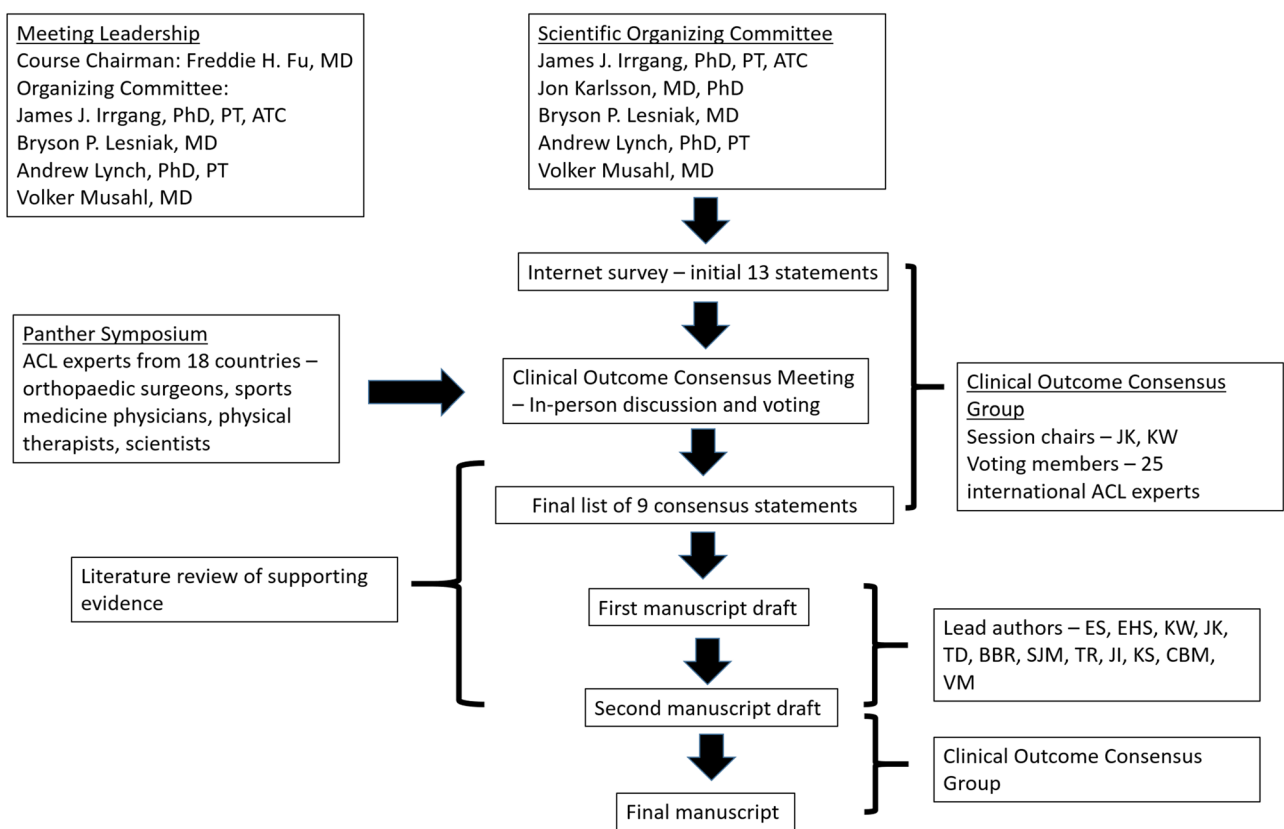 Meeting Leadership
Course Chairman: Freddie H. Fu, MD
Organizing Committee:
James J. Irrgang, PhD, PT, ATC
Bryson P. Lesniak, MD
Andrew Lynch, PhD, PT
Volker Musahl, MD
Scientific Organizing Committee
James J. Irrgang, PhD, PT, ATC
Jon Karlsson, MD, PhD
Bryson P. Lesniak, MD
Andrew Lynch, PhD, PT
Volker Musahl, MD
Internet survey – initial 13 statements
Panther Symposium
ACL experts from 18 countries –
orthopaedic surgeons, sports
medicine physicians, physical
therapists, scientists
Clinical Outcome Consensus Meeting
– In-person discussion and voting
Clinical Outcome Consensus
Group
Session chairs – JK, KW
Voting members – 25
international ACL experts
Final list of 9 consensus statements
Literature review of supporting
evidence
First manuscript draft
Lead authors – ES, EHS, KW, JK,
TD, BBR, SJM, TR, JI, KS, CBM,
VM
Second manuscript draft
Clinical Outcome Consensus
Group
Final manuscript